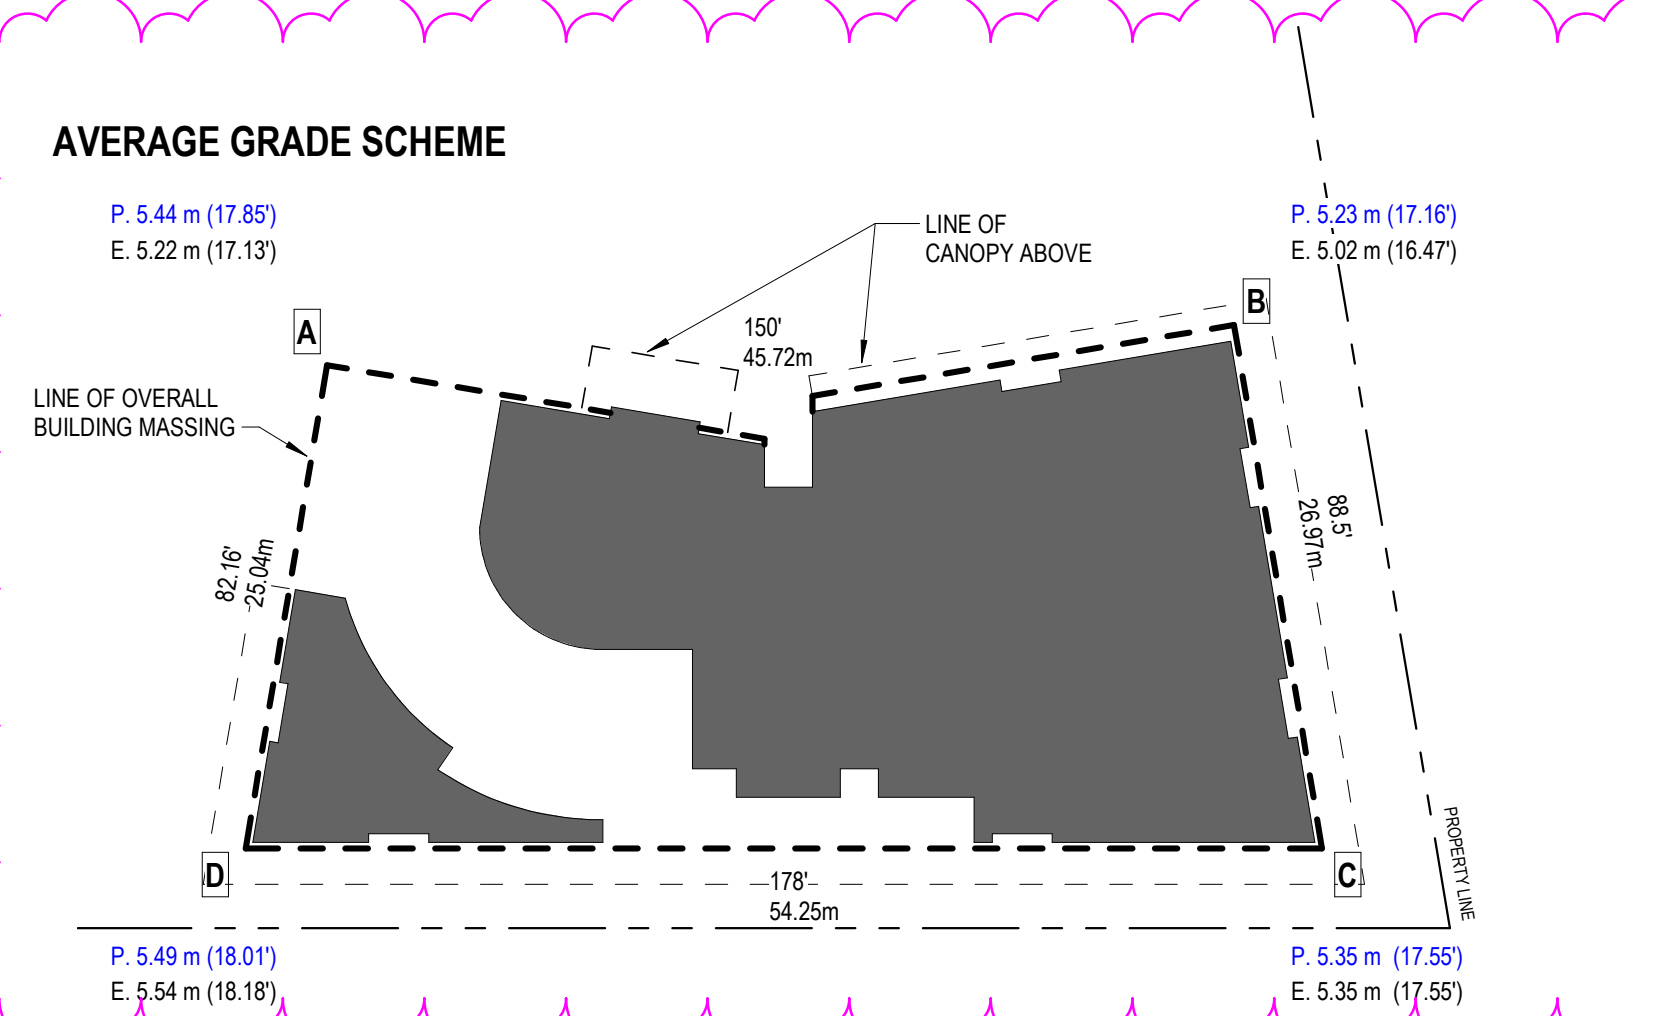 AVERAGE GRADE SCHEME
P. 5.44 m (17.85')
E. 5.22 m (17.13')
LINE OF
CANOPY ABOVE
P. 5.23 m (17.16')
E. 5.02 m (16.47')
A
B
150'
45.72m
LINE OF OVERALL
BUILDING MASSING
82.16'
25.04m
88.5'
26.97m
D
C
178'
54.25m
PROPERTY LINE
P. 5.49 m (18.01')
E. 5.54 m (18.18')
P. 5.35 m (17.55')
E. 5.35 m (17.55')